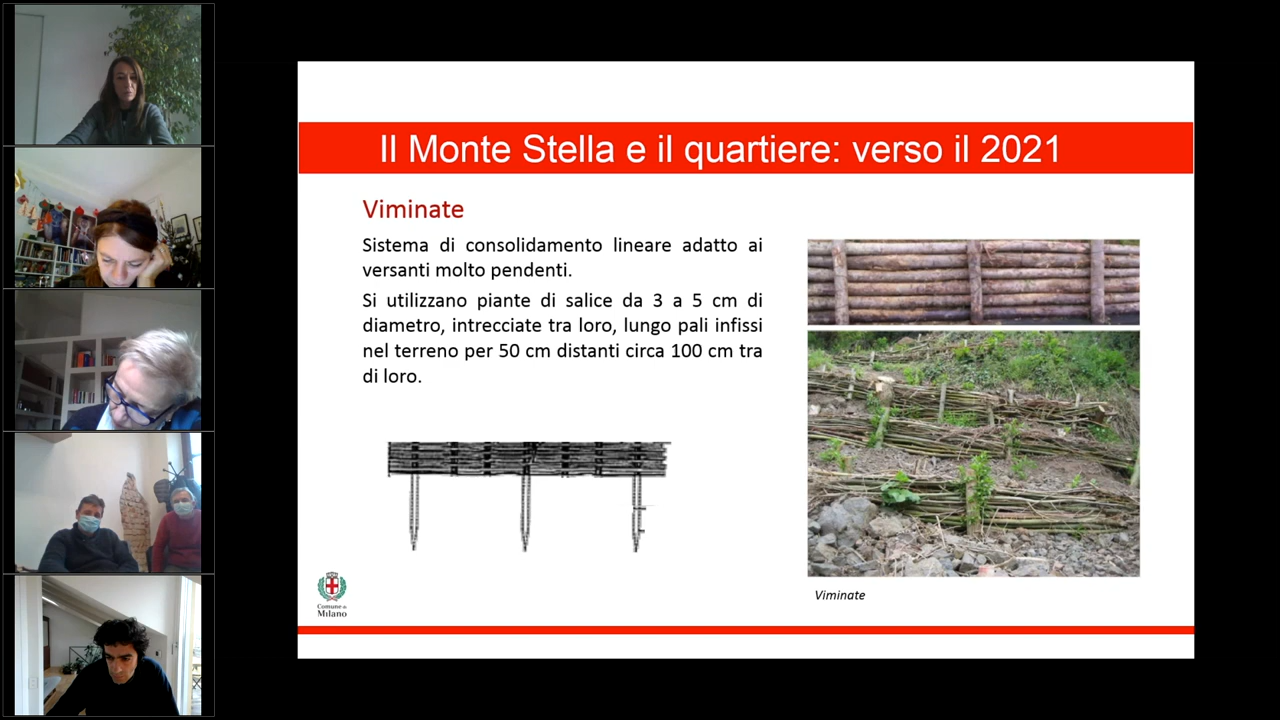 Il Monte Stella e il quartiere: verso il 2021
Viminate
Sistema di consolidamento lineare adatto ai
versanti molto pendenti.
Si utilizzano piante di salice da 3 a 5 cm di
diametro, intrecciate tra loro, lungo pali infissi
nel terreno per 50 cm distanti circa 100 cm tra
di loro.
Viminate
Comune di
Milano